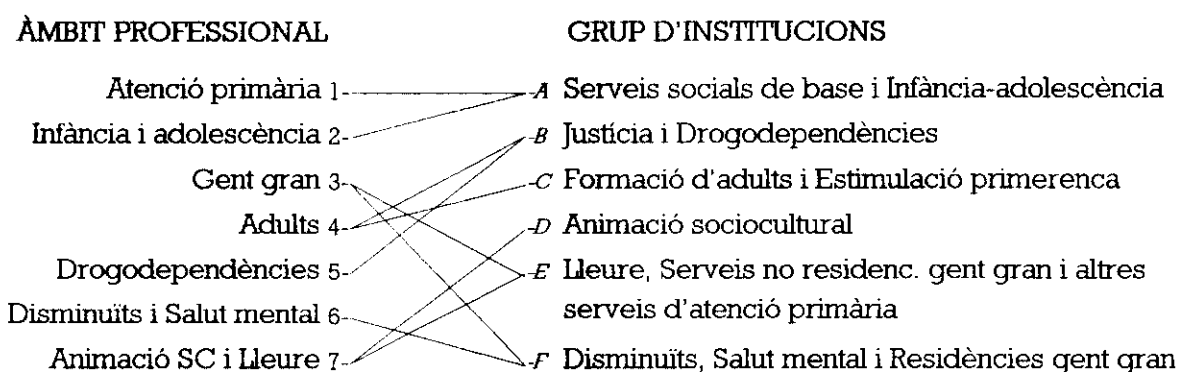 ÀMBIT PROFESSIONAL GRUP D'INSTITUCIONS
Atenció primària 1- -A Serveis socials de base i Infància-adolescència
Infància i adolescència 2- -B Justícia i Drogodependències
Gent gran 3- -C Formació d'adults i Estimulació primerenca
Adults 4- -D Animació sociocultural
Drogodependències 5- -E Lleure, Serveis no residenc. gent gran i altres
Disminuïts i Salut mental 6- serveis d'atenció primària
Animació SC i Lleure 7- -F Disminuïts, Salut mental i Residències gent gran